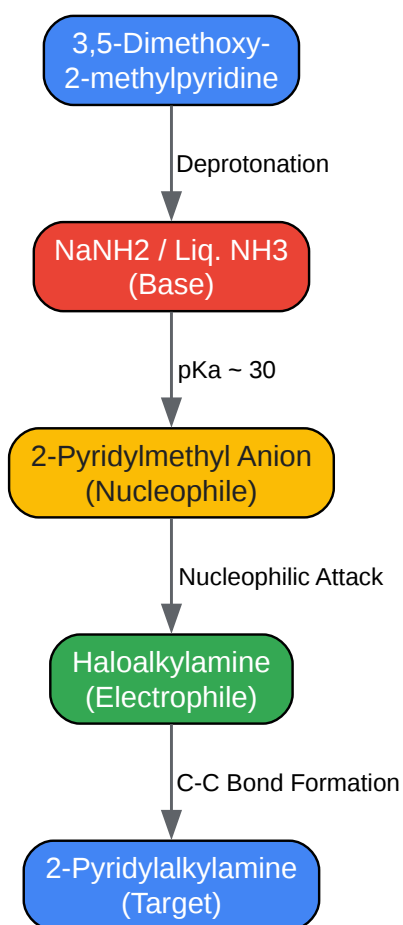 3,5-Dimethoxy-
2-methylpyridine
Deprotonation
NaNH2 / Liq. NH3
(Base)
pKa ~ 30
2-Pyridylmethyl Anion
(Nucleophile)
Nucleophilic Attack
Haloalkylamine
(Electrophile)
C-C Bond Formation
2-Pyridylalkylamine
(Target)